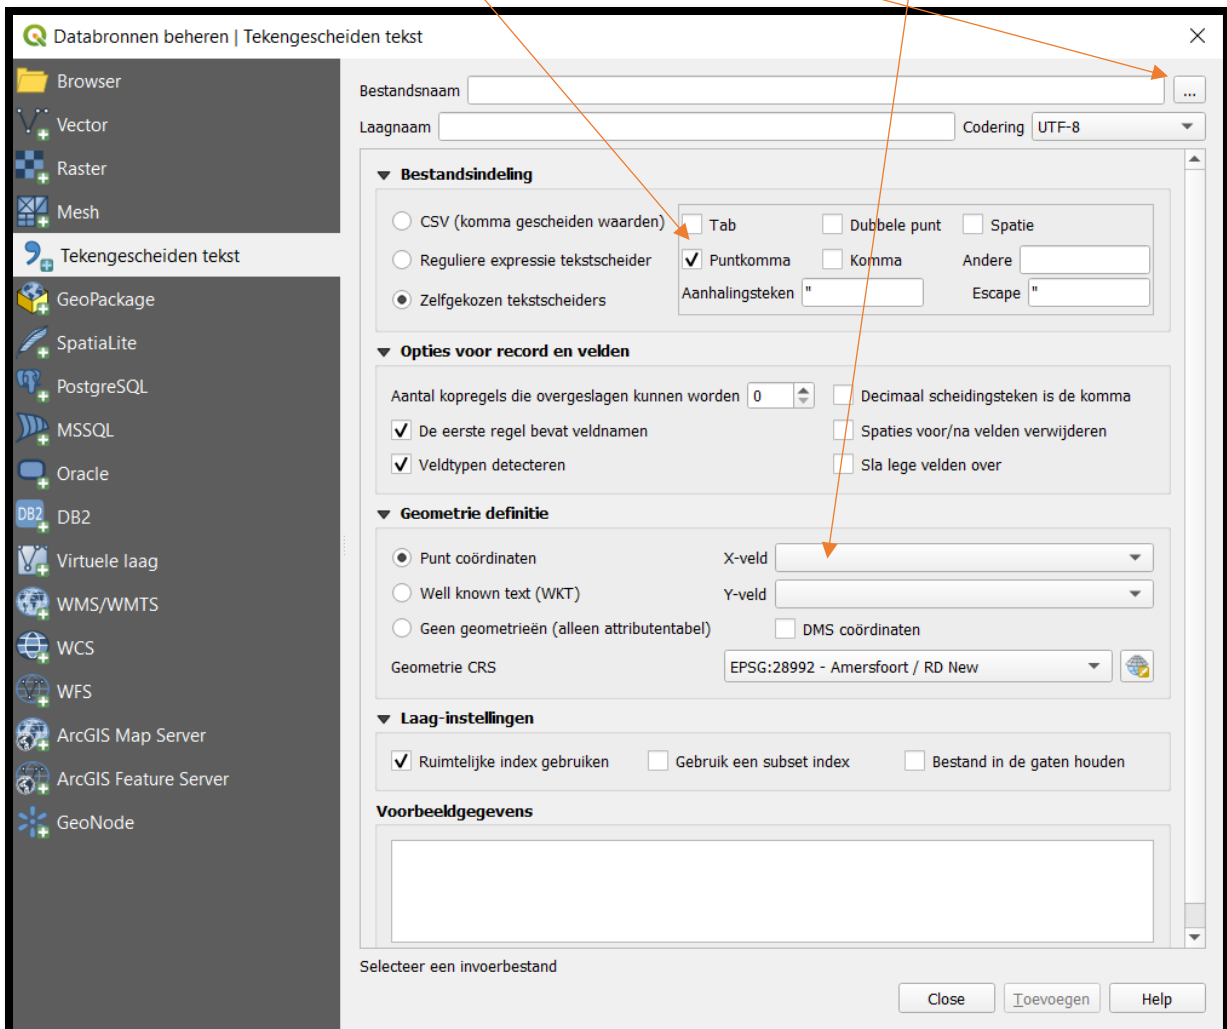 Databronnen beheren | Tekengescheiden tekst
Browser
Vector
Raster
Mesh
Tekengescheiden tekst
GeoPackage
SpatiaLite
PostgreSQL
MSSQL
Oracle
DB2 DB2
Virtuele laag
WMS/WMTS
WCS
WFS
ArcGIS Map Server
ArcGIS Feature Server
GeoNode
Bestandsnaam ...
Laagnaam Codering UTF-8
Bestandsindeling
CSV (komma gescheiden waarden) Tab Dubbele punt Spatie
Reguliere expressie tekstscheider Puntkomma Komma Andere
Zelfgekozen tekstscheiders Aanhalingsteken " Escape "
Opties voor record en velden
Aantal kopregels die overgeslagen kunnen worden 0 Decimaal scheidingsteken is de komma
De eerste regel bevat veldnamen Spaties voor/na velden verwijderen
Veldtypen detecteren Sla lege velden over
Geometrie definitie
Punt coördinaten X-veld
Well known text (WKT) Y-veld
Geen geometrieën (alleen attributentabel) DMS coördinaten
Geometrie CRS EPSG:28992 - Amersfoort / RD New
Laag-instellingen
Ruimtelijke index gebruiken Gebruik een subset index Bestand in de gaten houden
Voorbeeldgegevens
Selecteer een invoerbestand
Close Toevoegen Help